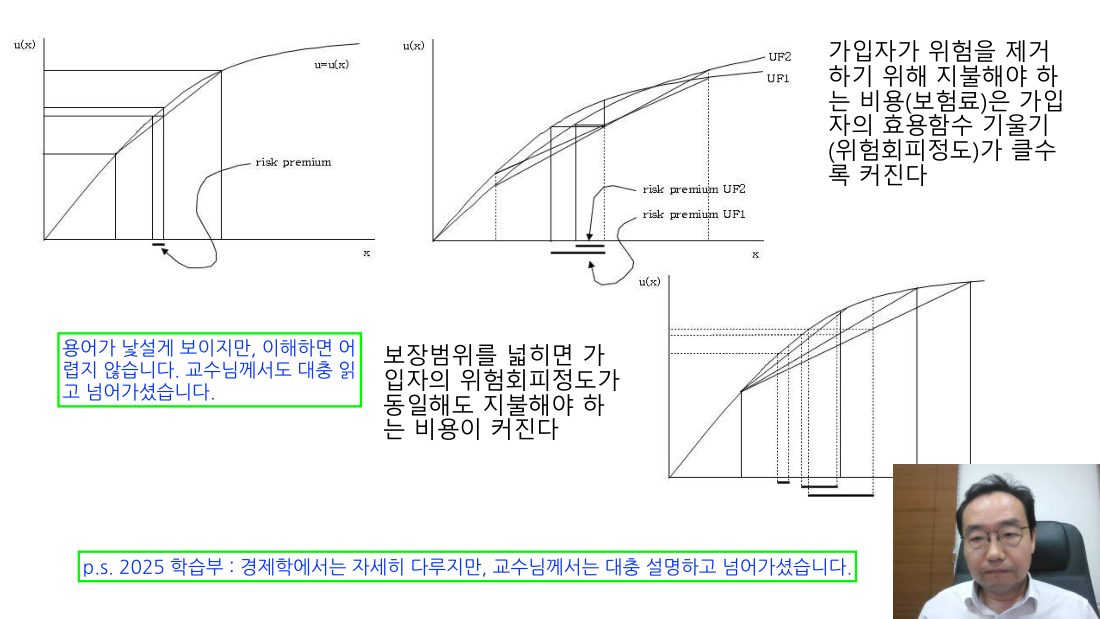 u(x)
u=u(x)
risk premium
x
u(x)
UF2
UF1
risk premium UF2
risk premium UF1
x
가입자가 위험을 제거
하기 위해 지불해야 하
는 비용(보험료)은 가입
자의 효용함수 기울기
(위험회피정도)가 클수
록 커진다
용어가 낯설게 보이지만, 이해하면 어
렵지 않습니다. 교수님께서도 대충 읽
고 넘어가셨습니다.
보장범위를 넓히면 가
입자의 위험회피정도가
동일해도 지불해야 하
는 비용이 커진다
u(x)
p.s. 2025 학습부 : 경제학에서는 자세히 다루지만, 교수님께서는 대충 설명하고 넘어가셨습니다.